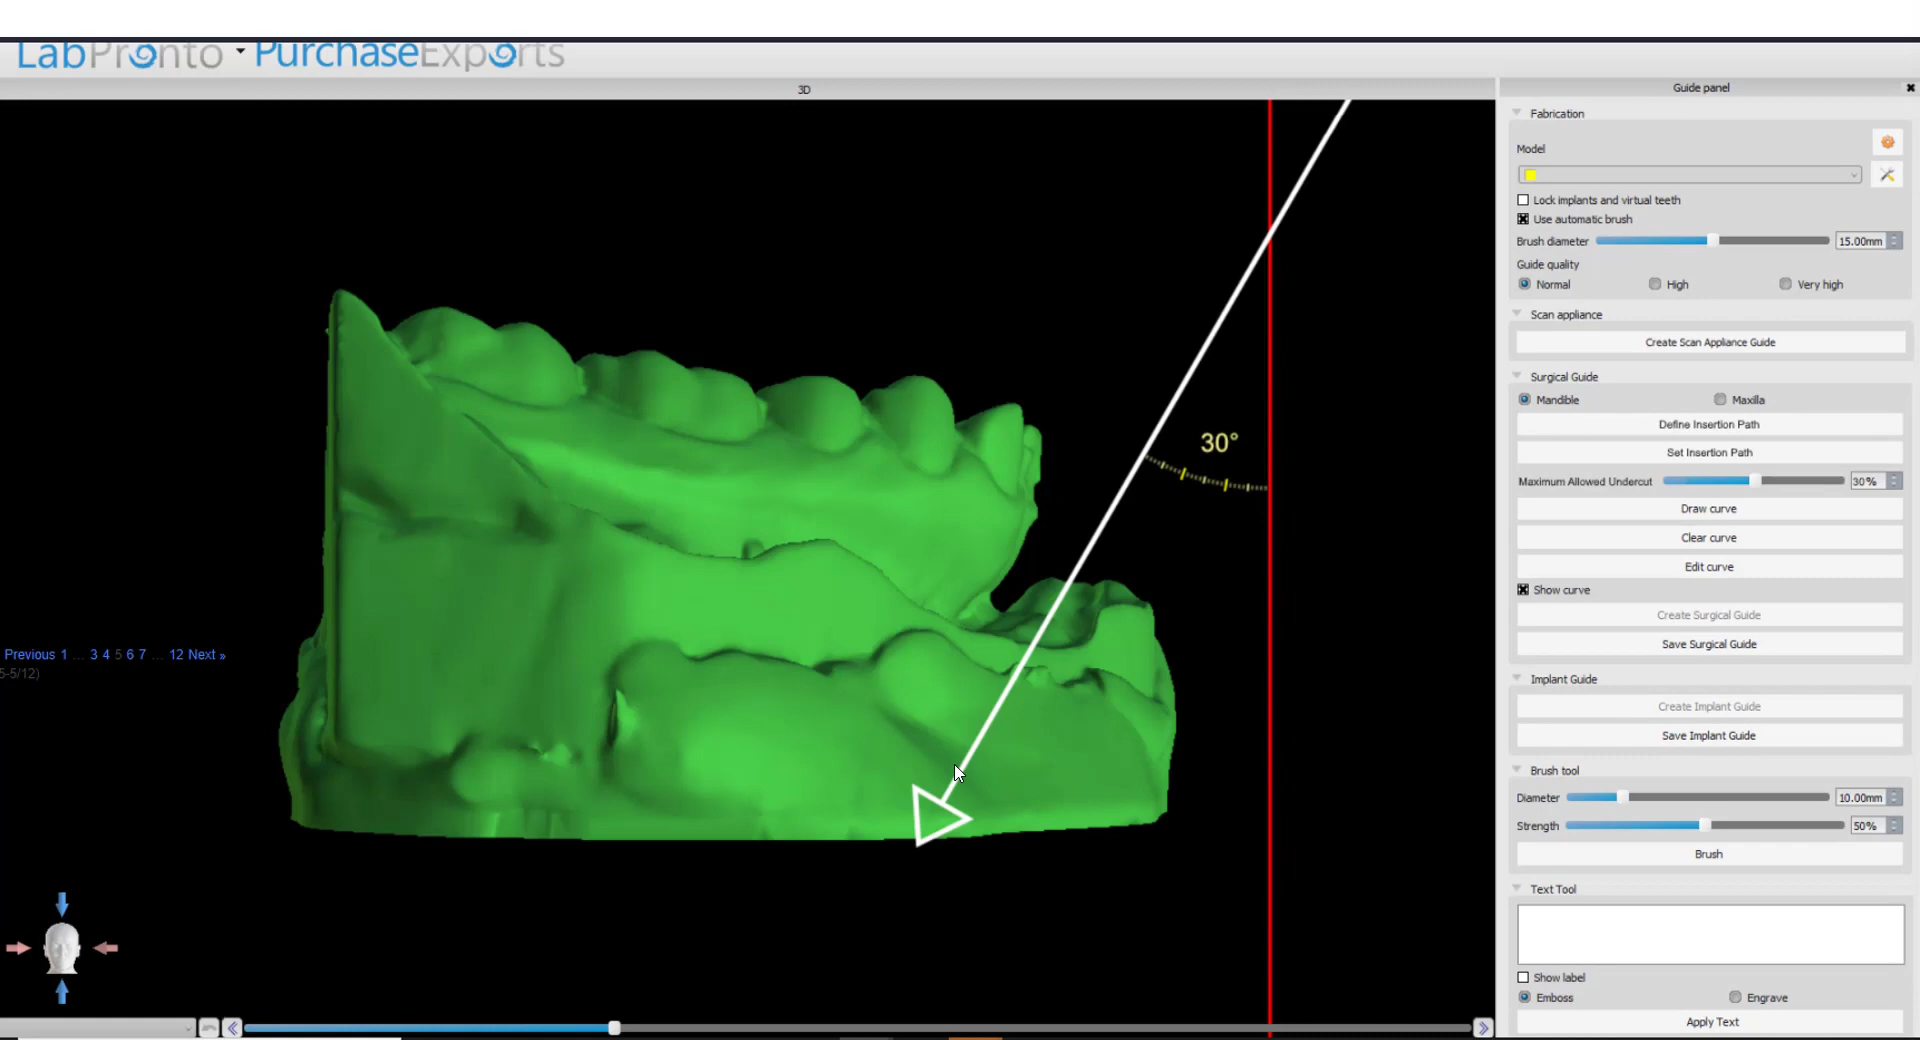 LabPronto PurchaseExports
3D
Guide panel
Fabrication
Model
Lock implants and virtual teeth
Use automatic brush
Brush diameter 15.00mm
Guide quality
Normal High Very high
Scan appliance
Create Scan Appliance Guide
Surgical Guide
Mandible Maxilla
Define Insertion Path
Set Insertion Path
Maximum Allowed Undercut 30%
Draw curve
Clear curve
Edit curve
Show curve
Create Surgical Guide
Save Surgical Guide
Implant Guide
Create Implant Guide
Save Implant Guide
Brush tool
Diameter 10.00mm
Strength 50%
Brush
Text Tool
Show label
Emboss Engrave
Apply Text
30°
Previous 1 ... 3 4 5 6 7 ... 12 Next »
5-5/12)